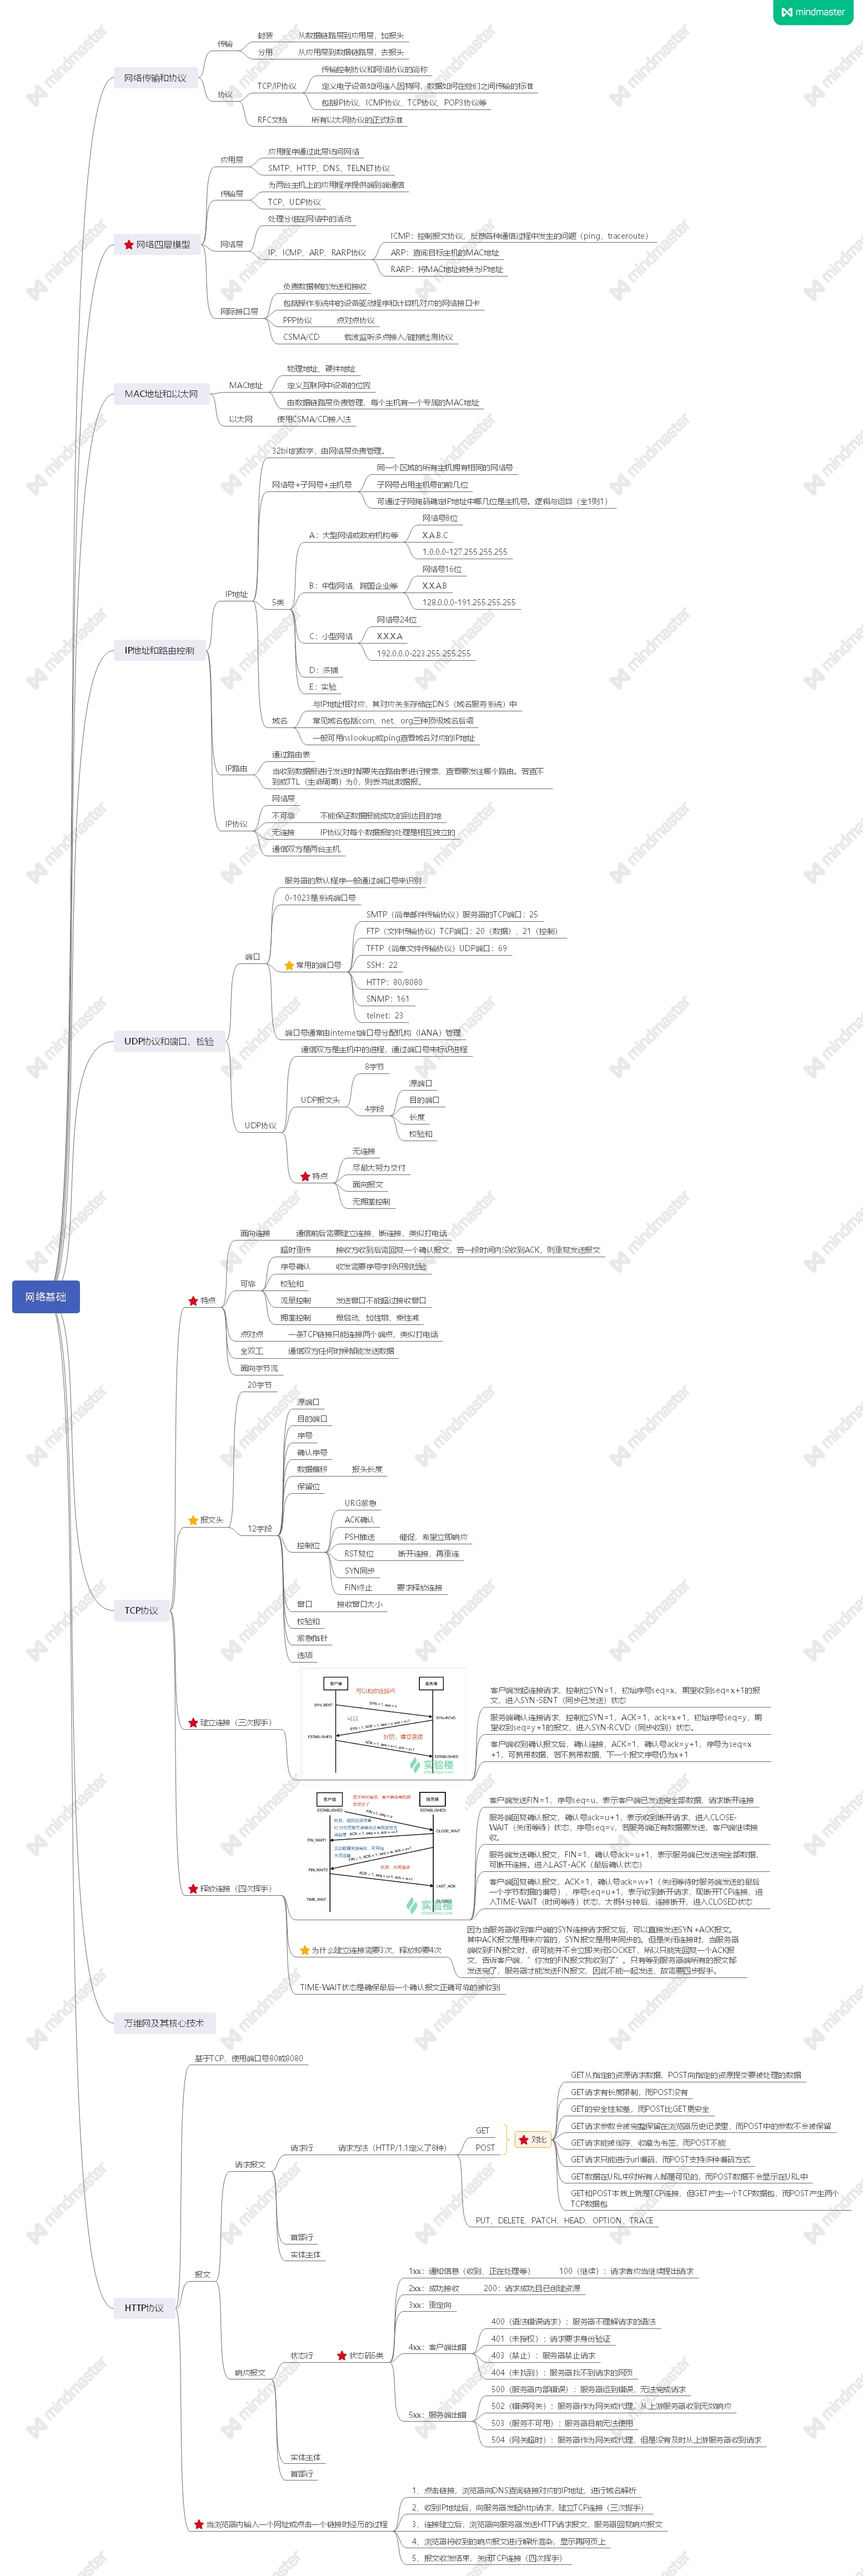 mindmaster
网络基础
网络传输和协议
传输
封装
从数据链路层到应用层，加报头
分用
从应用层到数据链路层，去报头
协议
TCP/IP协议
传输控制协议和网络协议的简称
定义电子设备如何连入因特网，数据如何在他们之间传输的标准
包括IP协议、ICMP协议、TCP协议、POP3协议等
RFC文档
所有以太网协议的正式标准
网络四层模型
应用层
应用程序通过此层访问网络
SMTP、HTTP、DNS、TELNET协议
传输层
为两台主机上的应用程序提供端到端通信
TCP、UDP协议
网络层
处理分组在网络中的活动
IP、ICMP、ARP、RARP协议
ICMP：控制报文协议，反馈各种通信过程中发生的问题（ping、traceroute）
ARP：查询目标主机的MAC地址
RARP：将MAC地址转换为IP地址
网际接口层
负责数据帧的发送和接收
包括操作系统中的设备驱动程序和计算机对应的网络接口卡
PPP协议
点对点协议
CSMA/CD
载波监听多点接入/碰撞检测协议
MAC地址和以太网
MAC地址
物理地址、硬件地址
定义互联网中设备的位置
由数据链路层负责管理，每个主机有一个专属的MAC地址
以太网
使用CSMA/CD接入法
IP地址和路由控制
IP地址
32bit的数字，由网络层负责管理。
网络号+子网号+主机号
同一个区域的所有主机拥有相同的网络号
子网号占用主机号的前几位
可通过子网掩码确定IP地址中哪几位是主机号。逻辑与运算（全1则1）
5类
A：大型网络或政府机构等
网络号8位
X.A.B.C
1.0.0.0-127.255.255.255
B：中型网络、跨国企业等
网络号16位
X.X.A.B
128.0.0.0-191.255.255.255
C：小型网络
网络号24位
X.X.X.A
192.0.0.0-223.255.255.255
D：多播
E：实验
域名
与IP地址相对应，其对应关系存储在DNS（域名服务系统）中
常见域名包括com、net、org三种顶级域名后缀
一般可用nslookup或ping查看域名对应的IP地址
IP路由
通过路由表
当收到数据报进行发送时都要先在路由表进行搜索，查看要发往哪个路由。若查不
到或TTL（生命周期）为0，则丢弃此数据报。
IP协议
网络层
不可靠
不能保证数据报能成功的到达目的地
无连接
IP协议对每个数据报的处理是相互独立的
通信双方是两台主机
UDP协议和端口、检验
端口
服务器的默认程序一般通过端口号来识别
0-1023是系统端口号
常用的端口号
SMTP（简单邮件传输协议）服务器的TCP端口：25
FTP（文件传输协议）TCP端口：20（数据）、21（控制）
TFTP（简单文件传输协议）UDP端口：69
SSH：22
HTTP：80/8080
SNMP：161
telnet：23
端口号通常由internet端口号分配机构（IANA）管理
UDP协议
通信双方是主机中的进程，通过端口号来标识进程
UDP报文头
8字节
4字段
源端口
目的端口
长度
校验和
特点
无连接
尽最大努力交付
面向报文
无拥塞控制
TCP协议
特点
面向连接
通信前后需要建立连接、断连接，类似打电话
可靠
超时重传
接收方收到后需回复一个确认报文，若一段时间内没收到ACK，则重复发送报文
序号确认
收发需要序号字段识别检验
校验和
流量控制
发送窗口不能超过接收窗口
拥塞控制
慢启动、加性增、乘性减
点对点
一条TCP链接只能连接两个端点，类似打电话
全双工
通信双方任何时候都能发送数据
面向字节流
报文头
20字节
12字段
源端口
目的端口
序号
确认序号
数据偏移
报头长度
保留位
控制位
URG紧急
ACK确认
PSH推送
催促，希望立即响应
RST复位
断开连接，再重连
SYN同步
FIN终止
要求释放连接
窗口
接收窗口大小
校验和
紧急指针
选项
建立连接（三次握手）
客户端
服务端
可以和你连接吗
SYN_SENT
SYN = 1, seq = x
可以
SYN-RCVD
SYN = 1, ACK = 1, seq = y, ack = x+1
ESTABLISHED
好的，建立连接
ACK = 1, seq = x+1, ack = y+1
ESTABLISHED
实验楼
客户端发起连接请求，控制位SYN=1，初始序号seq=x，期望收到seq=x+1的报
文，进入SYN-SENT（同步已发送）状态
服务端确认连接请求，控制位SYN=1，ACK=1，ack=x+1，初始序号seq=y，期
望收到seq=y+1的报文，进入SYN-RCVD（同步收到）状态。
客户端收到确认报文后，确认连接，ACK=1，确认号ack=y+1，序号为seq=x
+1，可携带数据，若不携带数据，下一个报文序号仍为x+1
释放连接（四次挥手）
客户端
服务端
ESTABLISHED
ESTABLISHED
FIN = 1, seq = u
CLOSE_WAIT
FIN_WAIT1
FIN_WAIT2
LAST_ACK
TIME_WAIT
CLOSED
实验楼
客户端发送FIN=1，序号seq=u，表示客户端已发送完全部数据，请求断开连接
服务端回复确认报文，确认号ack=u+1，表示收到断开请求，进入CLOSE-
WAIT（关闭等待）状态，序号seq=v，若服务端还有数据要发送，客户端继续接
收。
服务端发送确认报文，FIN=1，确认号ack=u+1，表示服务端已发送完全部数据，
可断开连接。进入LAST-ACK（最后确认状态）
客户端回复确认报文，ACK=1，确认号ack=w+1（关闭等待时服务端发送的最后
一个字节数据的编号），序号seq=u+1，表示收到断开请求，现断开TCP连接，进
入TIME-WAIT（时间等待）状态，大概4分钟后，连接断开，进入CLOSED状态
为什么建立连接需要3次，释放却要4次
因为当服务器收到客户端的SYN连接请求报文后，可以直接发送SYN+ACK报文。
其中ACK报文是用来应答的，SYN报文是用来同步的。但是关闭连接时，当服务器
端收到FIN报文时，很可能并不会立即关闭SOCKET，所以只能先回复一个ACK报
文，告诉客户端，“你发的FIN报文我收到了”。只有等到服务器端所有的报文都
发送完了，服务器才能发送FIN报文，因此不能一起发送，故需要四步握手。
TIME-WAIT状态是确保最后一个确认报文正确可靠的被收到
万维网及其核心技术
HTTP协议
基于TCP，使用端口号80或8080
报文
请求报文
请求行
请求方法（HTTP/1.1定义了8种）
GET
POST
对比
GET从指定的资源请求数据，POST向指定的资源提交要被处理的数据
GET请求有长度限制，而POST没有
GET的安全性较差，而POST比GET更安全
GET请求参数会被完整保留在浏览器历史记录里，而POST中的参数不会被保留
GET请求能被缓存、收藏为书签，而POST不能
GET请求只能进行url编码，而POST支持多种编码方式
GET数据在URL中对所有人都是可见的，而POST数据不会显示在URL中
GET和POST本质上就是TCP连接，但GET产生一个TCP数据包，而POST产生两个
TCP数据包
PUT、DELETE、PATCH、HEAD、OPTION、TRACE
首部行
实体主体
响应报文
状态行
状态码5类
1xx：通知信息（收到、正在处理等）
100（继续）：请求者应当继续提出请求
2xx：成功接收
200：请求成功且已创建资源
3xx：重定向
4xx：客户端出错
400（语法错误请求）：服务器不理解请求的语法
401（未授权）：请求要求身份验证
403（禁止）：服务器禁止请求
404（未找到）：服务器找不到请求的网页
5xx：服务端出错
500（服务器内部错误）：服务器遇到错误，无法完成请求
502（错误网关）：服务器作为网关或代理，从上游服务器收到无效响应
503（服务不可用）：服务器目前无法使用
504（网关超时）：服务器作为网关或代理，但是没有及时从上游服务器收到请求
实体主体
首部行
当浏览器内输入一个网址或点击一个链接时经历的过程
1、点击链接，浏览器向DNS查询链接对应的IP地址，进行域名解析
2、收到IP地址后，向服务器发起http请求，建立TCP连接（三次握手）
3、连接建立后，浏览器向服务器发送HTTP请求报文，服务器回复响应报文
4、浏览器将收到的响应报文进行解析渲染，显示再网页上
5、报文收发结束，关闭TCP连接（四次挥手）